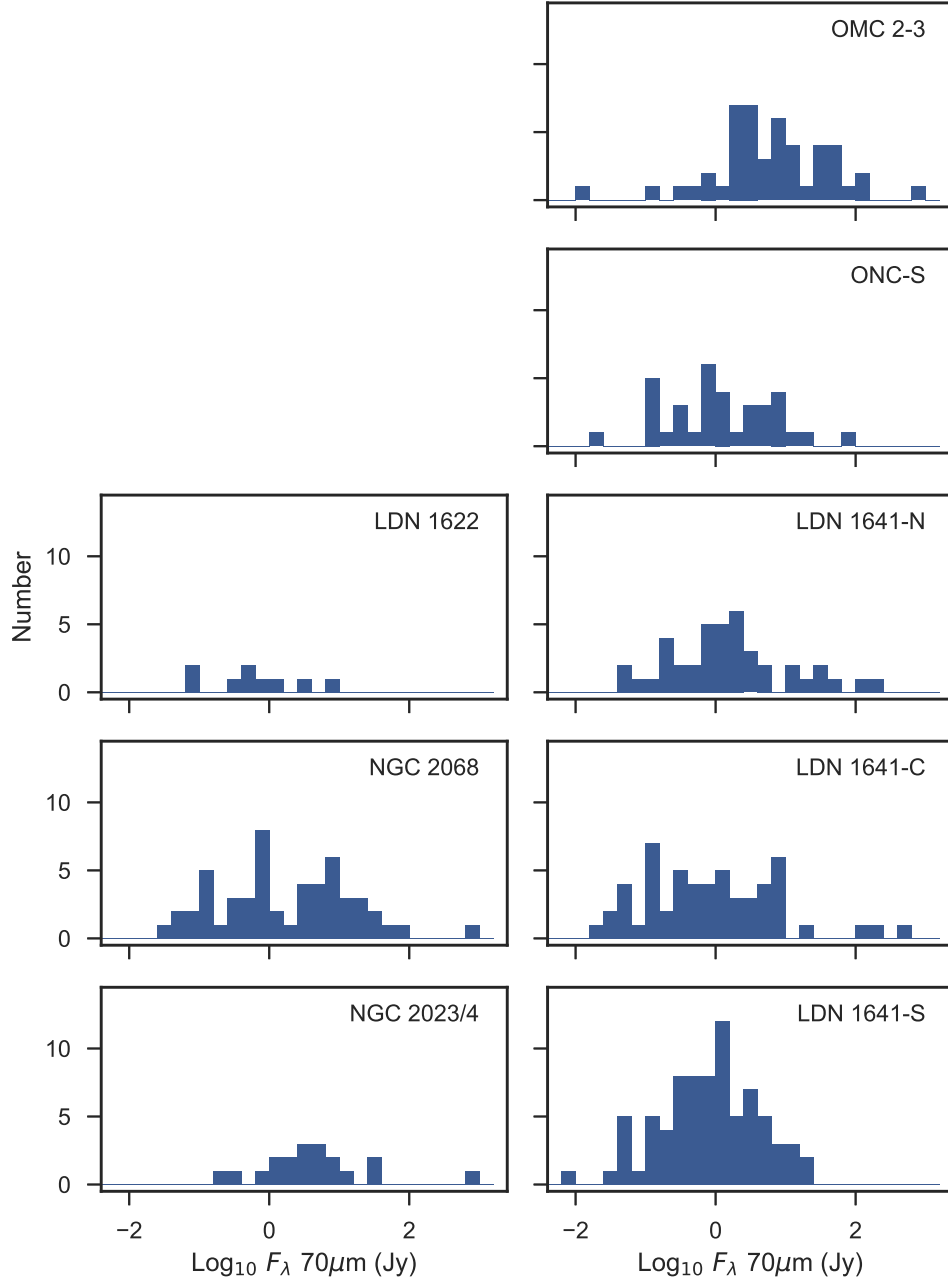 OMC 2-3
ONC-S
LDN 1622
LDN 1641-N
10
5
0
Number
NGC 2068
LDN 1641-C
10
5
0
NGC 2023/4
LDN 1641-S
10
5
0
−2 0 2
−2 0 2
Log₁₀ F_λ 70μm (Jy)
Log₁₀ F_λ 70μm (Jy)